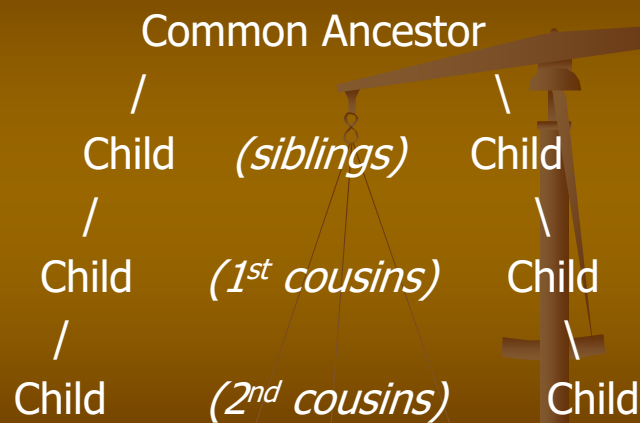 Common Ancestor
/ \
Child (siblings) Child
/ \
Child (1st cousins) Child
/ \
Child (2nd cousins) Child